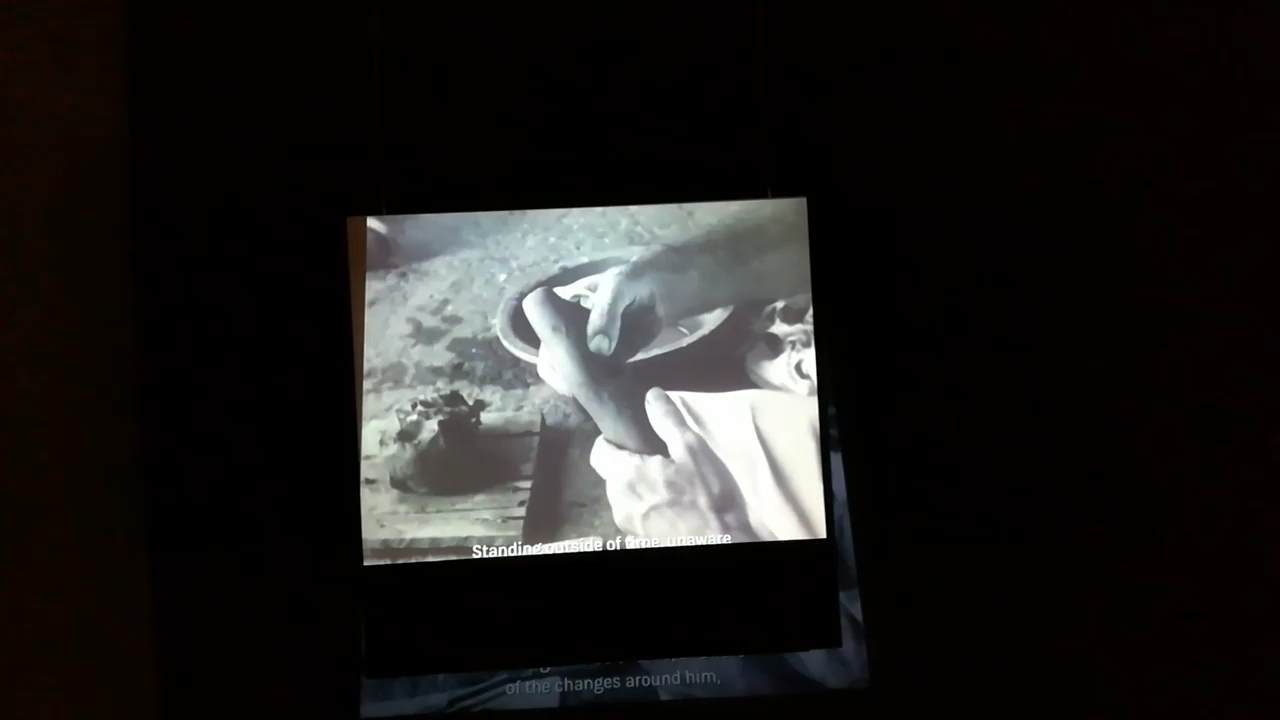 Standing outside of time, unaware
of the changes around him,